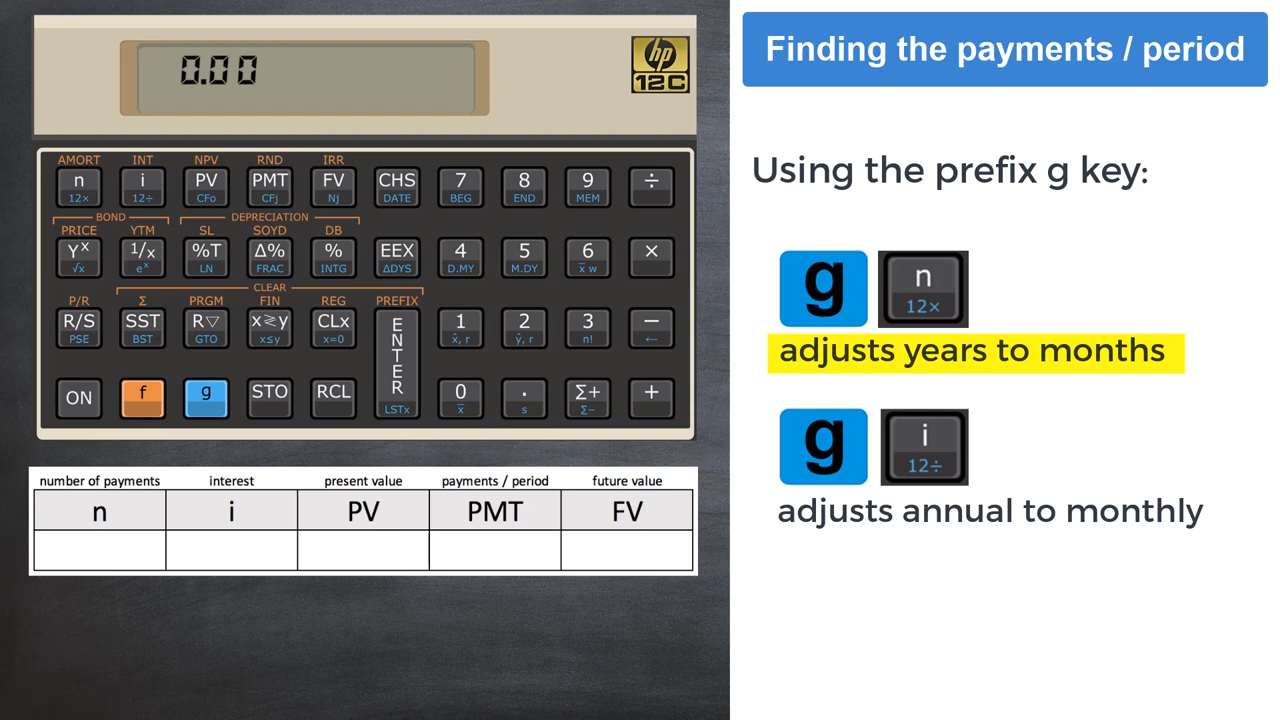 0.00
hp
12C
Finding the payments / period
Using the prefix g key:
AMORT INT NPV RND IRR
n i PV PMT FV CHS 7 8 9 ÷
12× 12÷ CFo CFj Nj DATE BEG END MEM
BOND DEPRECIATION
PRICE YTM SL SOYD DB
Yˣ 1/x %T Δ% % EEX 4 5 6 ×
√x eˣ LN FRAC INTG ΔDYS D.MY M.DY x̄ w
CLEAR
P/R Σ PRGM FIN REG PREFIX
R/S SST R▽ x≷y CLx ENTER 1 2 3 −
PSE BST GTO x≤y x=0 x̂, r ŷ, r n! ←
ON f g STO RCL 0 . Σ+ +
LSTx x̄ s Σ−
g n
12×
adjusts years to months
g i
12÷
adjusts annual to monthly
number of payments interest present value payments / period future value
n i PV PMT FV